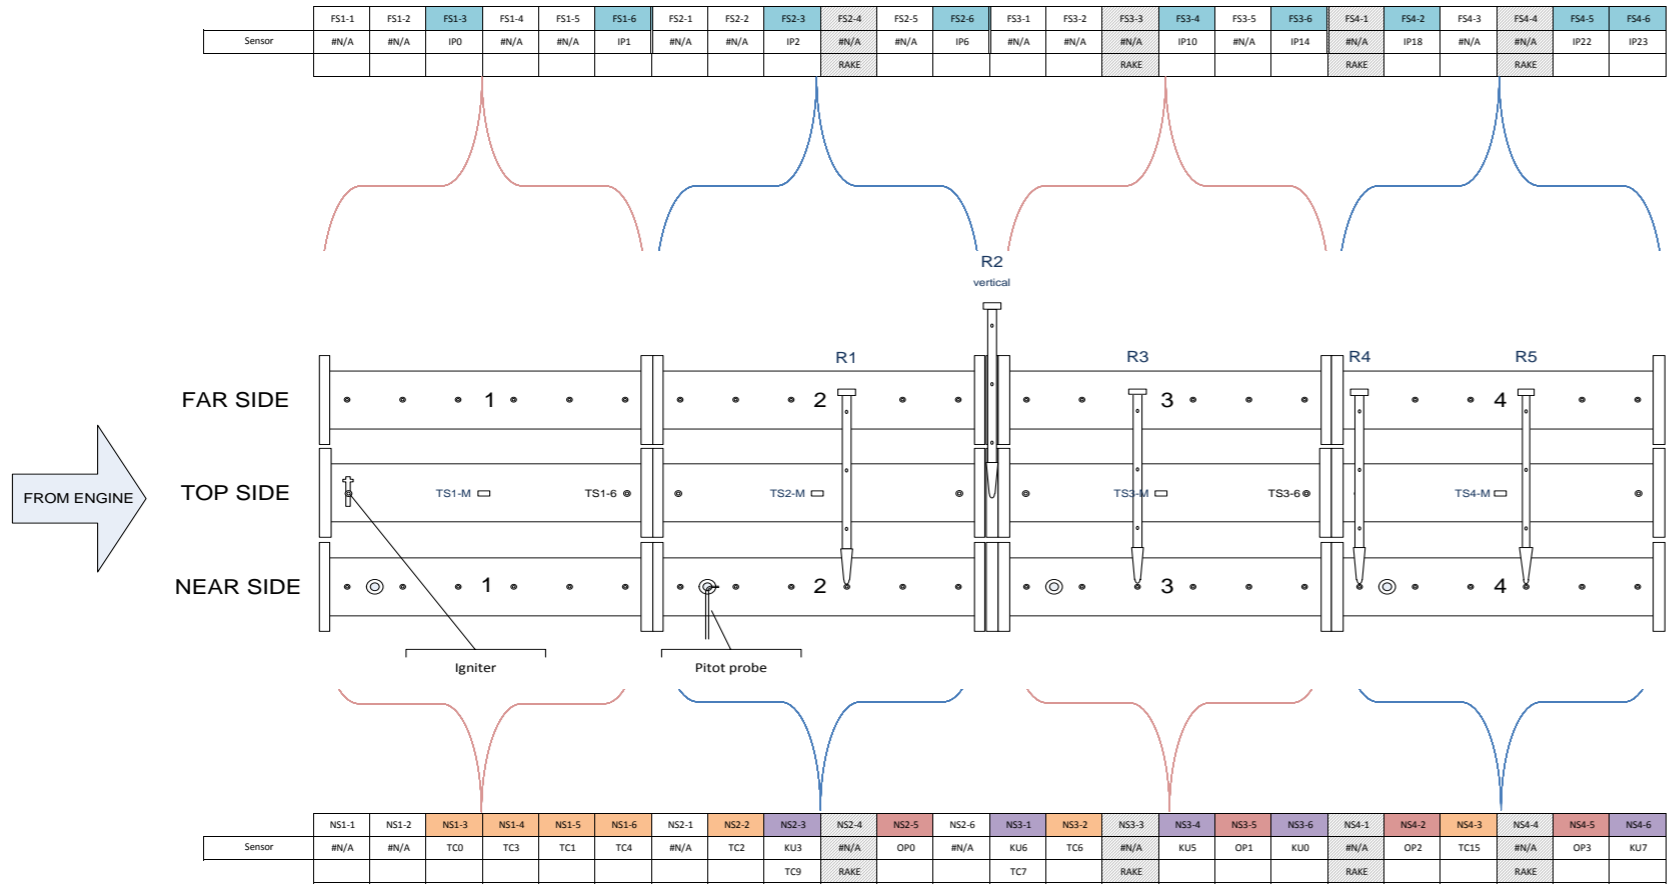 FS1-1 FS1-2 FS1-3 FS1-4 FS1-5 FS1-6 FS2-1 FS2-2 FS2-3 FS2-4 FS2-5 FS2-6 FS3-1 FS3-2 FS3-3 FS3-4 FS3-5 FS3-6 FS4-1 FS4-2 FS4-3 FS4-4 FS4-5 FS4-6
Sensor #N/A #N/A IP0 #N/A #N/A IP1 #N/A #N/A IP2 #N/A #N/A IP6 #N/A #N/A #N/A IP10 #N/A IP14 #N/A IP18 #N/A #N/A IP22 IP23
RAKE RAKE RAKE RAKE
R2
vertical
R1 R3 R4 R5
FAR SIDE 1 2 3 4
FROM ENGINE
TOP SIDE TS1-M TS1-6 TS2-M TS3-M TS3-6 TS4-M
NEAR SIDE 1 2 3 4
Igniter Pitot probe
NS1-1 NS1-2 NS1-3 NS1-4 NS1-5 NS1-6 NS2-1 NS2-2 NS2-3 NS2-4 NS2-5 NS2-6 NS3-1 NS3-2 NS3-3 NS3-4 NS3-5 NS3-6 NS4-1 NS4-2 NS4-3 NS4-4 NS4-5 NS4-6
Sensor #N/A #N/A TC0 TC3 TC1 TC4 #N/A TC2 KU3 #N/A OP0 #N/A KU6 TC6 #N/A KU5 OP1 KU0 #N/A OP2 TC15 #N/A OP3 KU7
TC9 RAKE TC7 RAKE RAKE RAKE